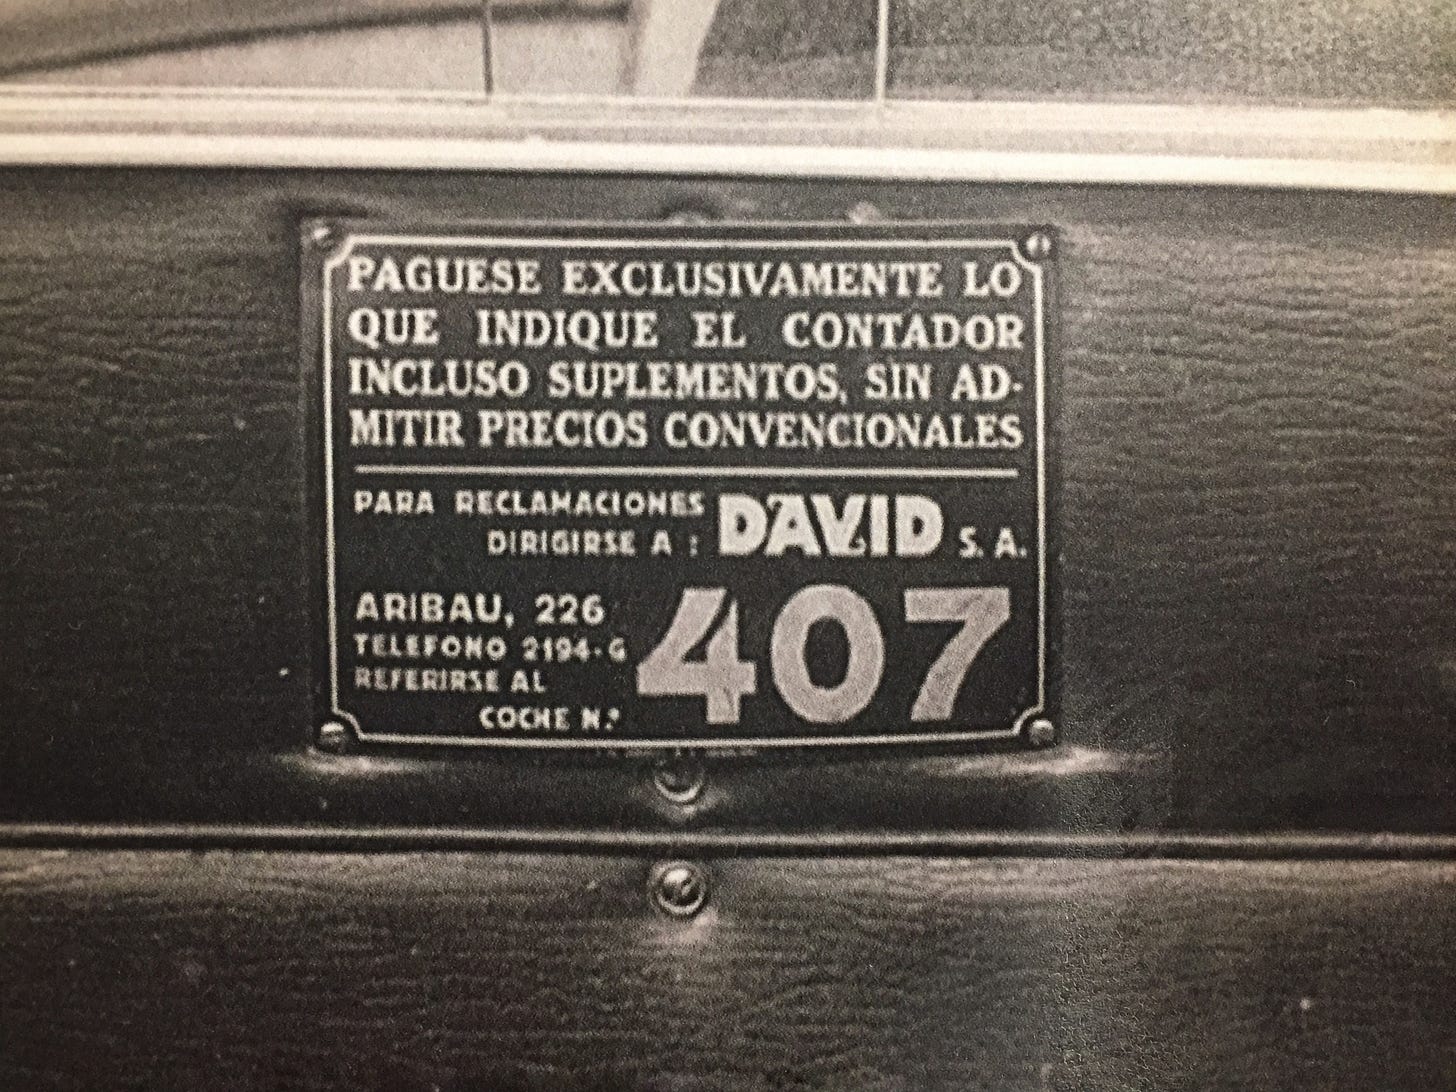 PAGUESE EXCLUSIVAMENTE LO
QUE INDIQUE EL CONTADOR
INCLUSO SUPLEMENTOS, SIN AD-
MITIR PRECIOS CONVENCIONALES
PARA RECLAMACIONES
DIRIGIRSE A : DAVID S. A.
ARIBAU, 226
TELEFONO 2194-G
REFERIRSE AL
COCHE N.º 407